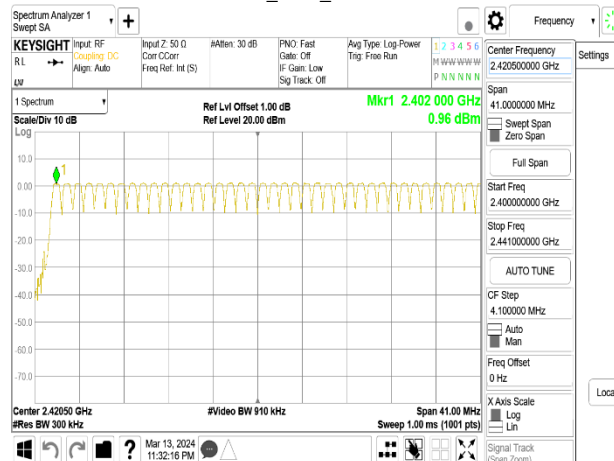 Spectrum Analyzer 1
Swept SA
Frequency
KEYSIGHT
RL
Input: RF
Coupling: DC
Align: Auto
Input Z: 50 Ω
Corr CCorr
Freq Ref: Int (S)
#Atten: 30 dB
PNO: Fast
Gate: Off
IF Gain: Low
Sig Track: Off
Avg Type: Log-Power
Trig: Free Run
1 2 3 4 5 6
M W W W W W
P N N N N N
1 Spectrum
Scale/Div 10 dB
Log
Ref Lvl Offset 1.00 dB
Ref Level 20.00 dBm
Mkr1 2.402 000 GHz
0.96 dBm
1
10.0
0.00
-10.0
-20.0
-30.0
-40.0
-50.0
-60.0
-70.0
Center 2.42050 GHz
#Res BW 300 kHz
#Video BW 910 kHz
Span 41.00 MHz
Sweep 1.00 ms (1001 pts)
Mar 13, 2024
11:32:16 PM
Center Frequency
2.420500000 GHz
Settings
Span
41.0000000 MHz
Swept Span
Zero Span
Full Span
Start Freq
2.400000000 GHz
Stop Freq
2.441000000 GHz
AUTO TUNE
CF Step
4.100000 MHz
Auto
Man
Freq Offset
0 Hz
X Axis Scale
Log
Lin
Loca
Signal Track
(Span Zoom)